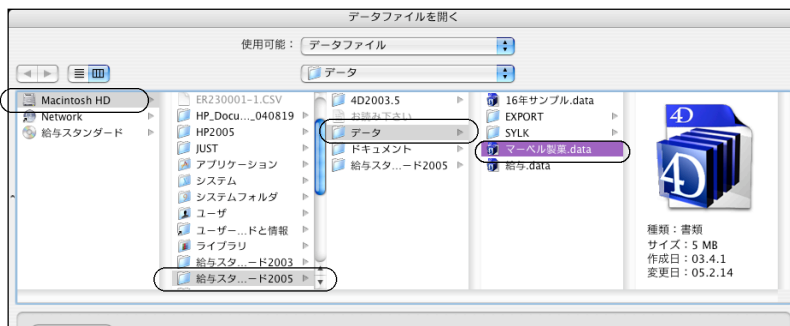 データファイルを開く
使用可能： データファイル
データ
Macintosh HD
Network
給与スタンダード
ER230001-1.CSV
HP_Docu..._040819
HP2005
JUST
アプリケーション
システム
システムフォルダ
ユーザ
ユーザー...ドと情報
ライブラリ
給与スタ...ード2003
給与スタ...ード2005
4D2003.5
お読み下さい
データ
ドキュメント
給与スタ...ード2005
16年サンプル.data
EXPORT
SYLK
マーベル製菓.data
給与.data
4D
4D
種類：書類
サイズ：5 MB
作成日：03.4.1
変更日：05.2.14